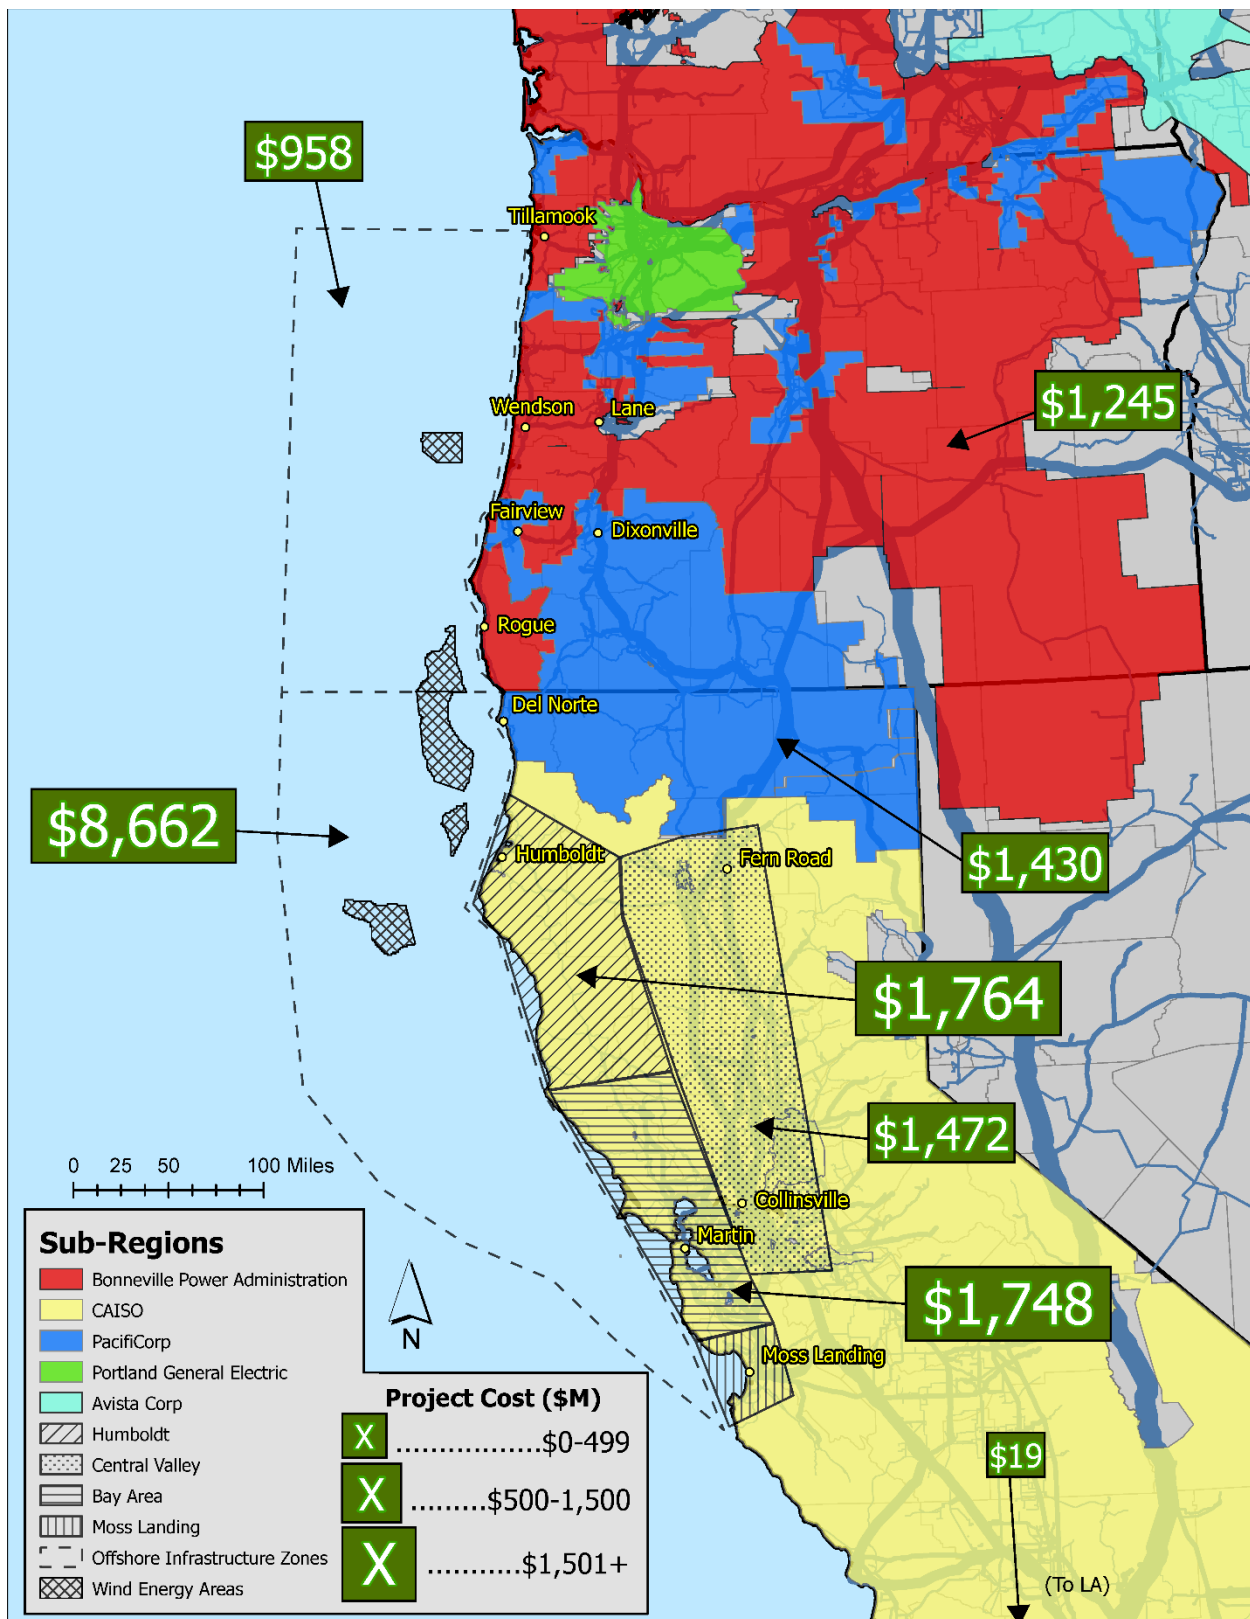 $958
Tillamook
$1,245
Wendson
Lane
Fairview
Dixonville
Rogue
Del Norte
$8,662
Humboldt
Fern Road
$1,430
$1,764
$1,472
Collinsville
Martin
$1,748
Moss Landing
$19
(To LA)
0 25 50 100 Miles
N
Sub-Regions
Bonneville Power Administration
CAISO
PacifiCorp
Portland General Electric
Avista Corp
Humboldt
Central Valley
Bay Area
Moss Landing
Offshore Infrastructure Zones
Wind Energy Areas
Project Cost ($M)
X .................$0-499
X .........$500-1,500
X ...........$1,501+